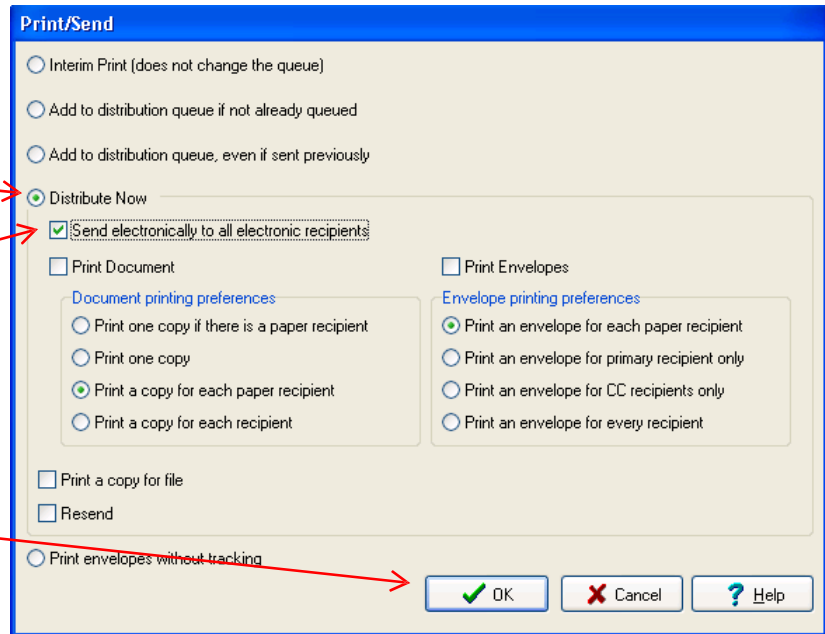 Print/Send
Interim Print (does not change the queue)
Add to distribution queue if not already queued
Add to distribution queue, even if sent previously
Distribute Now
Send electronically to all electronic recipients
Print Document
Print Envelopes
Document printing preferences
Print one copy if there is a paper recipient
Print one copy
Print a copy for each paper recipient
Print a copy for each recipient
Envelope printing preferences
Print an envelope for each paper recipient
Print an envelope for primary recipient only
Print an envelope for CC recipients only
Print an envelope for every recipient
Print a copy for file
Resend
Print envelopes without tracking
OK
Cancel
Help